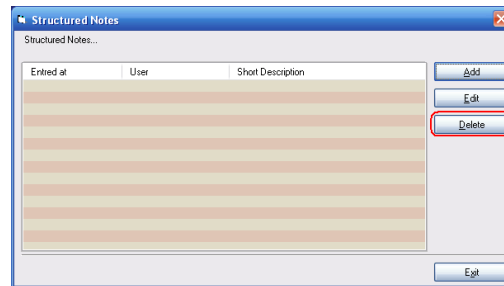 Structured Notes
Structured Notes...
Entred at User Short Description
Add
Edit
Delete
Exit